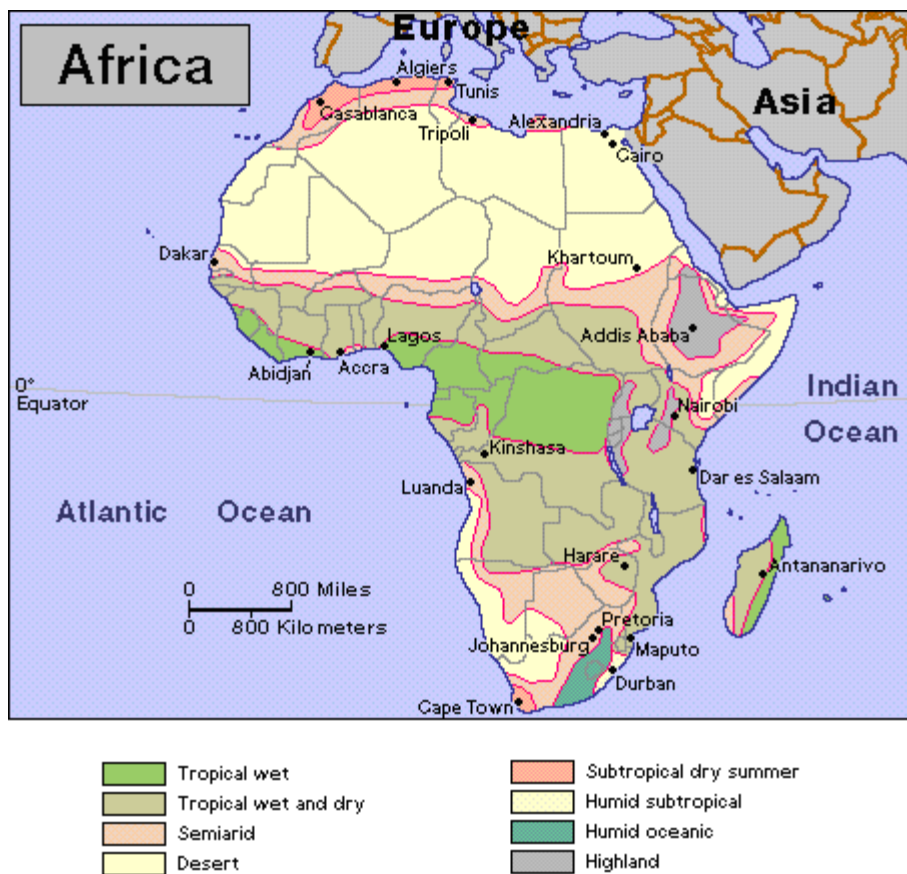 Africa
Europe
Asia
Algiers
Tunis
Casablanca
Tripoli
Alexandria
Cairo
Dakar
Khartoum
Addis Ababa
Lagos
Abidjan
Accra
0°
Equator
Indian
Ocean
Nairobi
Kinshasa
Dar es Salaam
Luanda
Atlantic Ocean
Harare
Antananarivo
0 800 Miles
0 800 Kilometers
Pretoria
Johannesburg
Maputo
Durban
Cape Town
Tropical wet
Tropical wet and dry
Semiarid
Desert
Subtropical dry summer
Humid subtropical
Humid oceanic
Highland